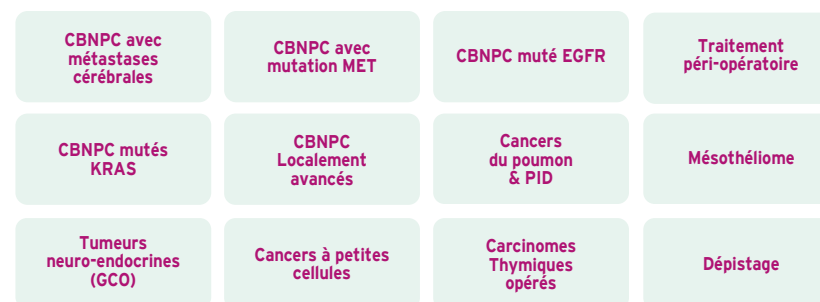 CBNPC avec
métastases
cérébrales
CBNPC avec
mutation MET
CBNPC muté EGFR
Traitement
péri-opératoire
CBNPC mutés
KRAS
CBNPC
Localement
avancés
Cancers
du poumon
& PID
Mésothéliome
Tumeurs
neuro-endocrines
(GCO)
Cancers à petites
cellules
Carcinomes
Thymiques
opérés
Dépistage